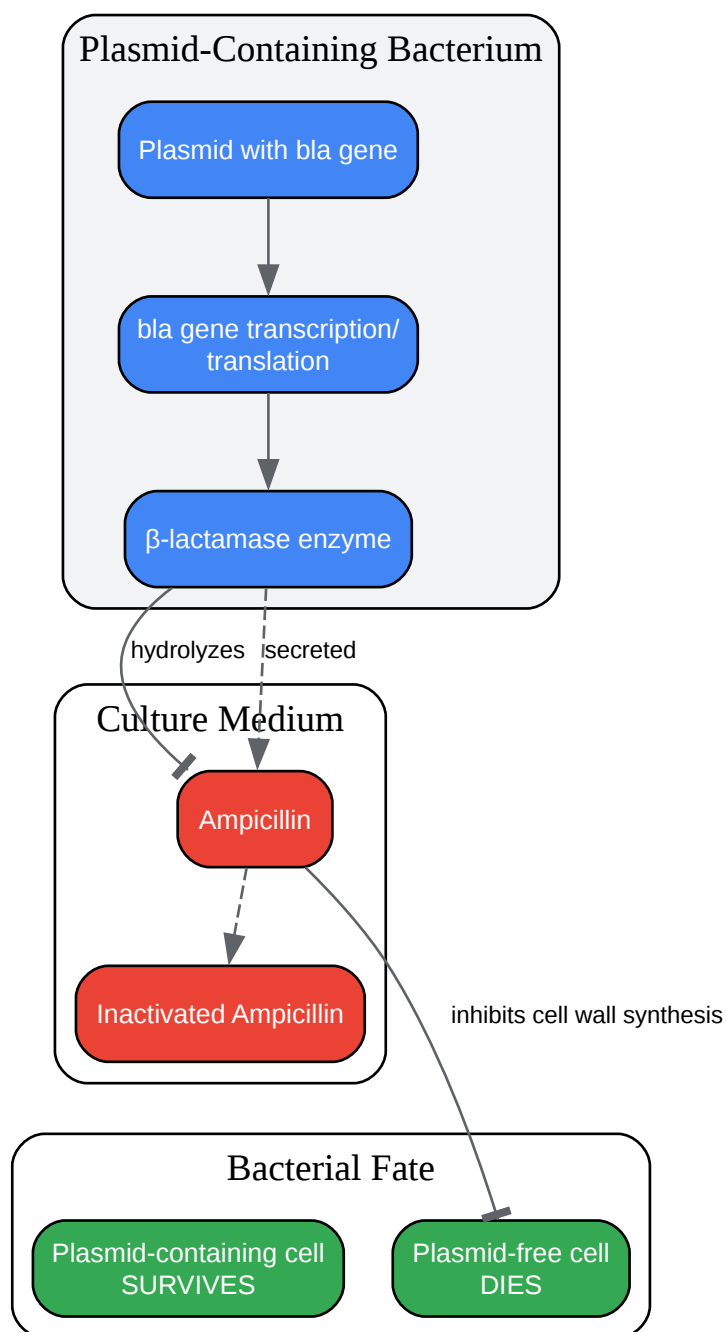 Plasmid-Containing Bacterium
Plasmid with bla gene
bla gene transcription/
translation
β-lactamase enzyme
hydrolyzes
secreted
Culture Medium
Ampicillin
Inactivated Ampicillin
inhibits cell wall synthesis
Bacterial Fate
Plasmid-containing cell
SURVIVES
Plasmid-free cell
DIES